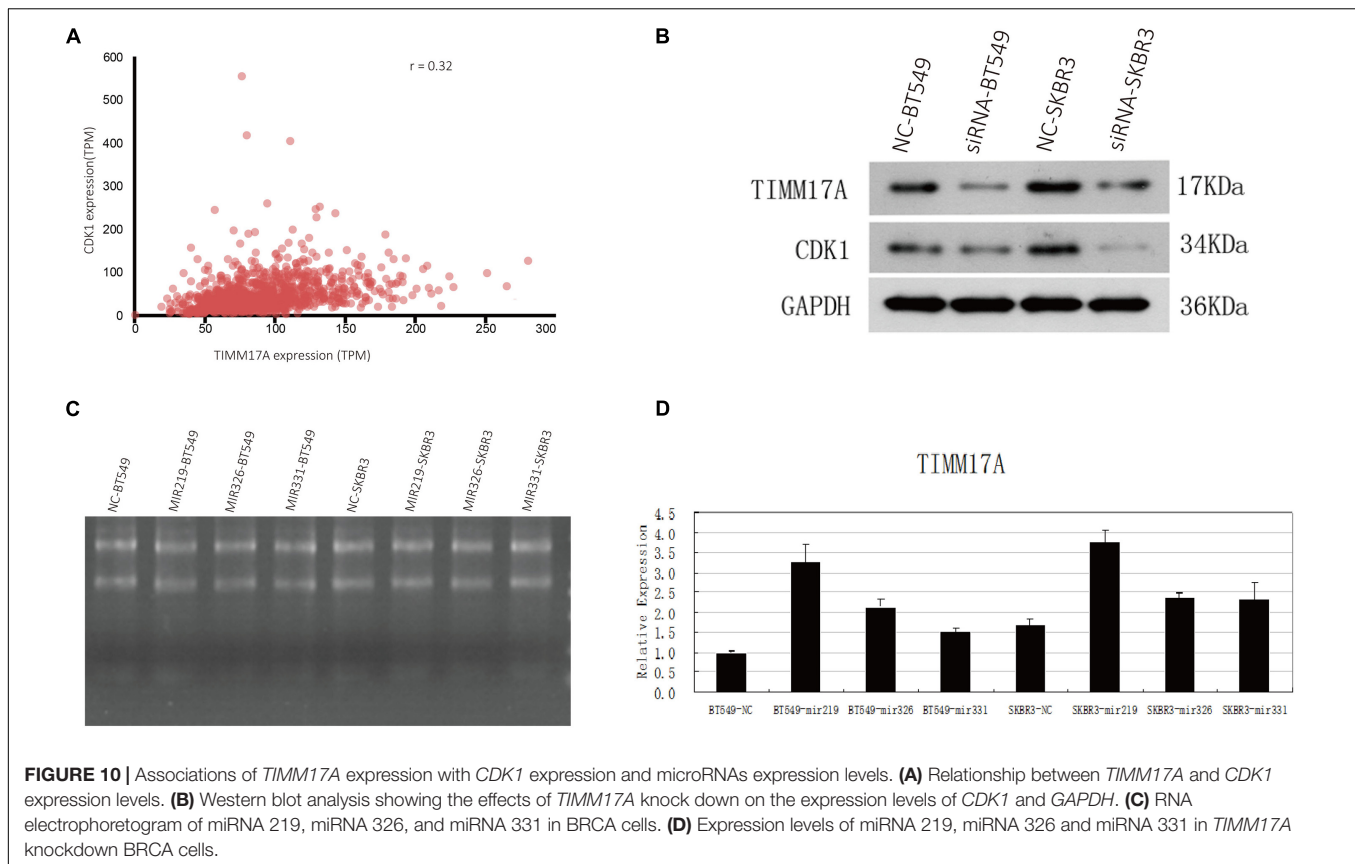 A
r = 0.32
CDK1 expression(TPM)
600
500
400
300
200
100
0
0 50 100 150 200 250 300
TIMM17A expression (TPM)
B
NC-BT549
siRNA-BT549
NC-SKBR3
siRNA-SKBR3
TIMM17A 17KDa
CDK1 34KDa
GAPDH 36KDa
C
NC-BT549
MIR219-BT549
MIR326-BT549
MIR331-BT549
NC-SKBR3
MIR219-SKBR3
MIR326-SKBR3
MIR331-SKBR3
D
TIMM17A
Relative Expression
4.5
4.0
3.5
3.0
2.5
2.0
1.5
1.0
0.5
0.0
BT549-NC BT549-mir219 BT549-mir326 BT549-mir331 SKBR3-NC SKBR3-mir219 SKBR3-mir326 SKBR3-mir331
FIGURE 10 | Associations of TIMM17A expression with CDK1 expression and microRNAs expression levels. (A) Relationship between TIMM17A and CDK1
expression levels. (B) Western blot analysis showing the effects of TIMM17A knock down on the expression levels of CDK1 and GAPDH. (C) RNA
electrophoretogram of miRNA 219, miRNA 326, and miRNA 331 in BRCA cells. (D) Expression levels of miRNA 219, miRNA 326 and miRNA 331 in TIMM17A
knockdown BRCA cells.